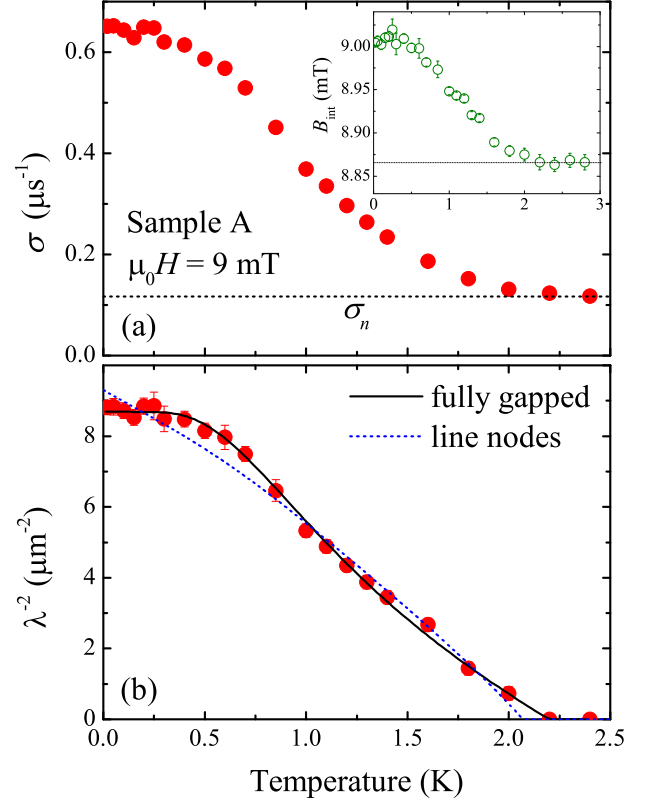 0.6
0.4
0.2
0.0
σ (μs⁻¹)
Sample A
μ₀H = 9 mT
σₙ
(a)
9.00
8.95
8.90
8.85
B_int (mT)
0 1 2 3
8
6
4
2
0
λ⁻² (μm⁻²)
fully gapped
line nodes
(b)
0.0 0.5 1.0 1.5 2.0 2.5
Temperature (K)